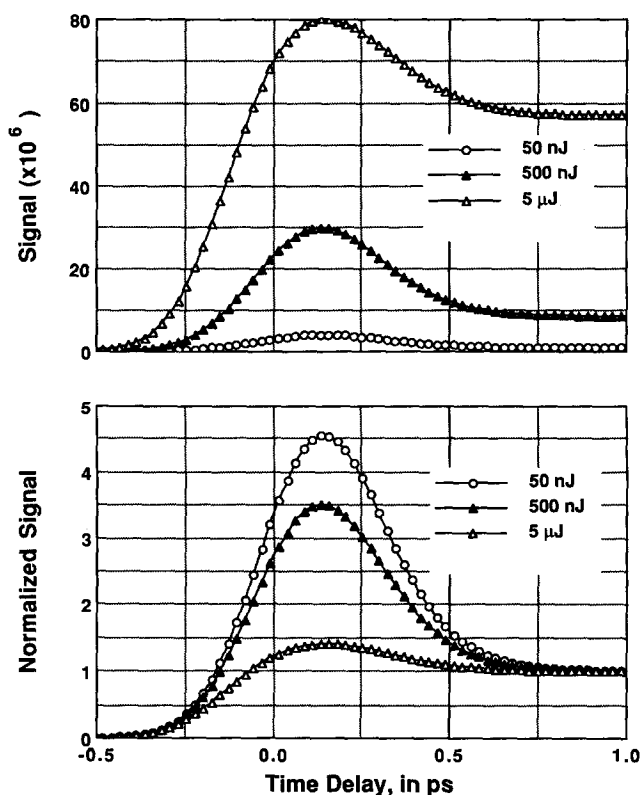 80
60
40
20
0
Signal (x10 6 )
50 nJ
500 nJ
5 μJ
5
4
3
2
1
0
Normalized Signal
50 nJ
500 nJ
5 μJ
-0.5 0.0 0.5 1.0
Time Delay, in ps